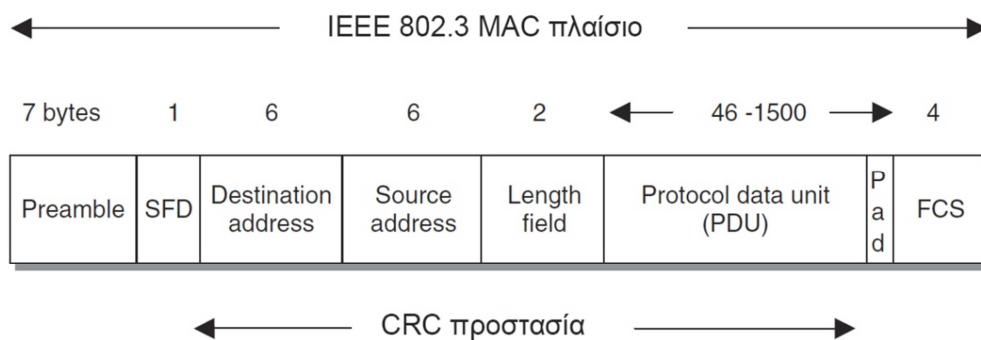 IEEE 802.3 MAC πλαίσιο
7 bytes 1 6 6 2 46 -1500 4
Preamble SFD Destination address Source address Length field Protocol data unit (PDU) Pad FCS
CRC προστασία